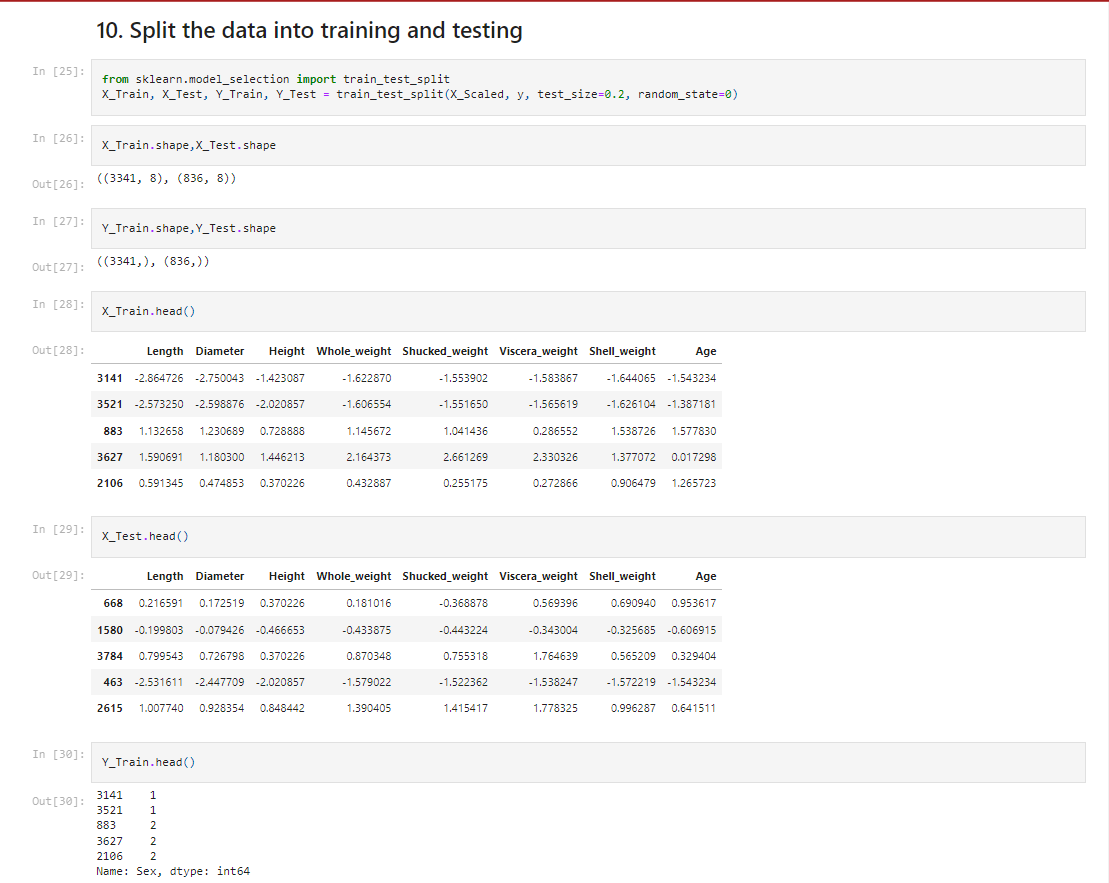 10. Split the data into training and testing
In [25]:
from sklearn.model_selection import train_test_split
X_Train, X_Test, Y_Train, Y_Test = train_test_split(X_Scaled, y, test_size=0.2, random_state=0)
In [26]:
X_Train.shape,X_Test.shape
Out[26]:
((3341, 8), (836, 8))
In [27]:
Y_Train.shape,Y_Test.shape
Out[27]:
((3341,), (836,))
In [28]:
X_Train.head()
Out[28]:
Length Diameter Height Whole_weight Shucked_weight Viscera_weight Shell_weight Age
3141 -2.864726 -2.750043 -1.423087 -1.622870 -1.553902 -1.583867 -1.644065 -1.543234
3521 -2.573250 -2.598876 -2.020857 -1.606554 -1.551650 -1.565619 -1.626104 -1.387181
883 1.132658 1.230689 0.728888 1.145672 1.041436 0.286552 1.538726 1.577830
3627 1.590691 1.180300 1.446213 2.164373 2.661269 2.330326 1.377072 0.017298
2106 0.591345 0.474853 0.370226 0.432887 0.255175 0.272866 0.906479 1.265723
In [29]:
X_Test.head()
Out[29]:
Length Diameter Height Whole_weight Shucked_weight Viscera_weight Shell_weight Age
668 0.216591 0.172519 0.370226 0.181016 -0.368878 0.569396 0.690940 0.953617
1580 -0.199803 -0.079426 -0.466653 -0.433875 -0.443224 -0.343004 -0.325685 -0.606915
3784 0.799543 0.726798 0.370226 0.870348 0.755318 1.764639 0.565209 0.329404
463 -2.531611 -2.447709 -2.020857 -1.579022 -1.522362 -1.538247 -1.572219 -1.543234
2615 1.007740 0.928354 0.848442 1.390405 1.415417 1.778325 0.996287 0.641511
In [30]:
Y_Train.head()
Out[30]:
3141 1
3521 1
883 2
3627 2
2106 2
Name: Sex, dtype: int64